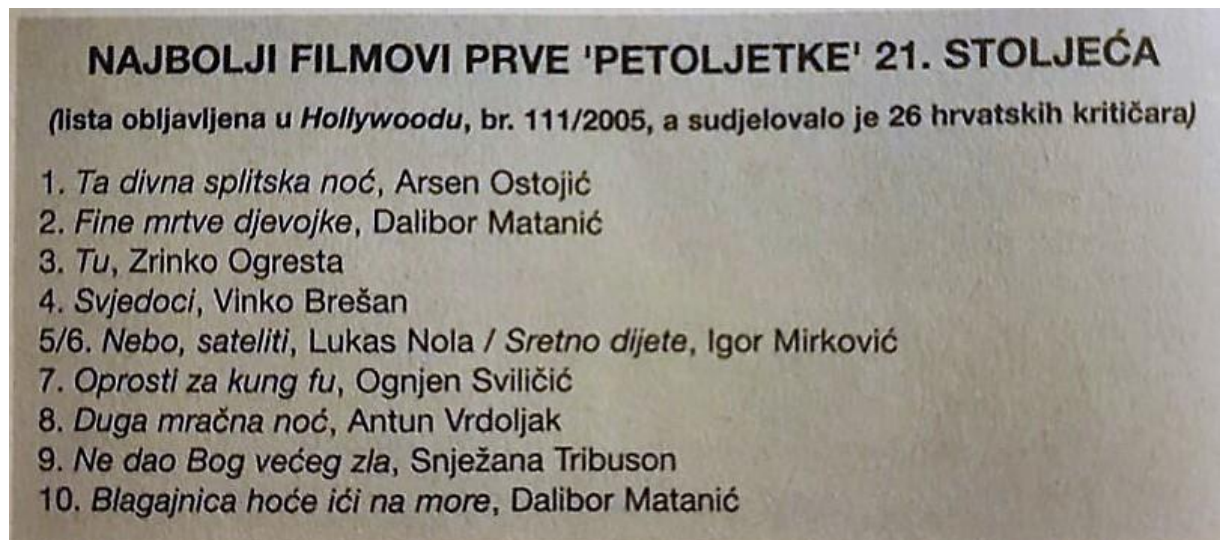 NAJBOLJI FILMOVI PRVE 'PETOLJETKE' 21. STOLJEĆA
(lista obljavljena u Hollywoodu, br. 111/2005, a sudjelovalo je 26 hrvatskih kritičara)
1. Ta divna splitska noć, Arsen Ostojić
2. Fine mrtve djevojke, Dalibor Matanić
3. Tu, Zrinko Ogresta
4. Svjedoci, Vinko Brešan
5/6. Nebo, sateliti, Lukas Nola / Sretno dijete, Igor Mirković
7. Oprosti za kung fu, Ognjen Sviličić
8. Duga mračna noć, Antun Vrdoljak
9. Ne dao Bog većeg zla, Snježana Tribuson
10. Blagajnica hoće ići na more, Dalibor Matanić